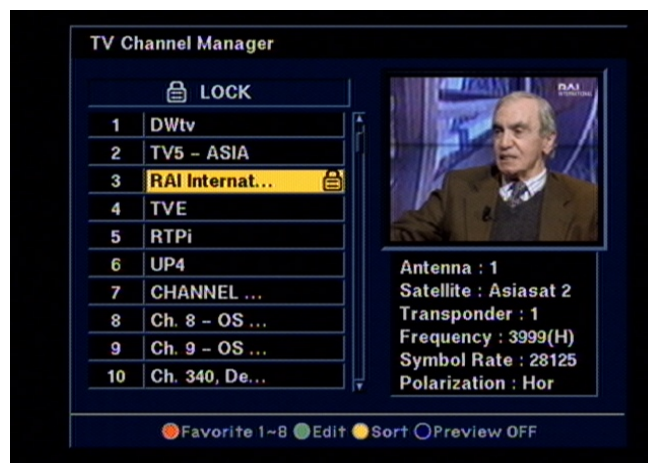 TV Channel Manager
LOCK
1 DWtv
2 TV5 – ASIA
3 RAI Internat...
4 TVE
5 RTPi
6 UP4
7 CHANNEL ...
8 Ch. 8 – OS ...
9 Ch. 9 – OS ...
10 Ch. 340, De...
RAI
INTERNATIONAL
Antenna : 1
Satellite : Asiasat 2
Transponder : 1
Frequency : 3999(H)
Symbol Rate : 28125
Polarization : Hor
Favorite 1~8 Edit Sort Preview OFF